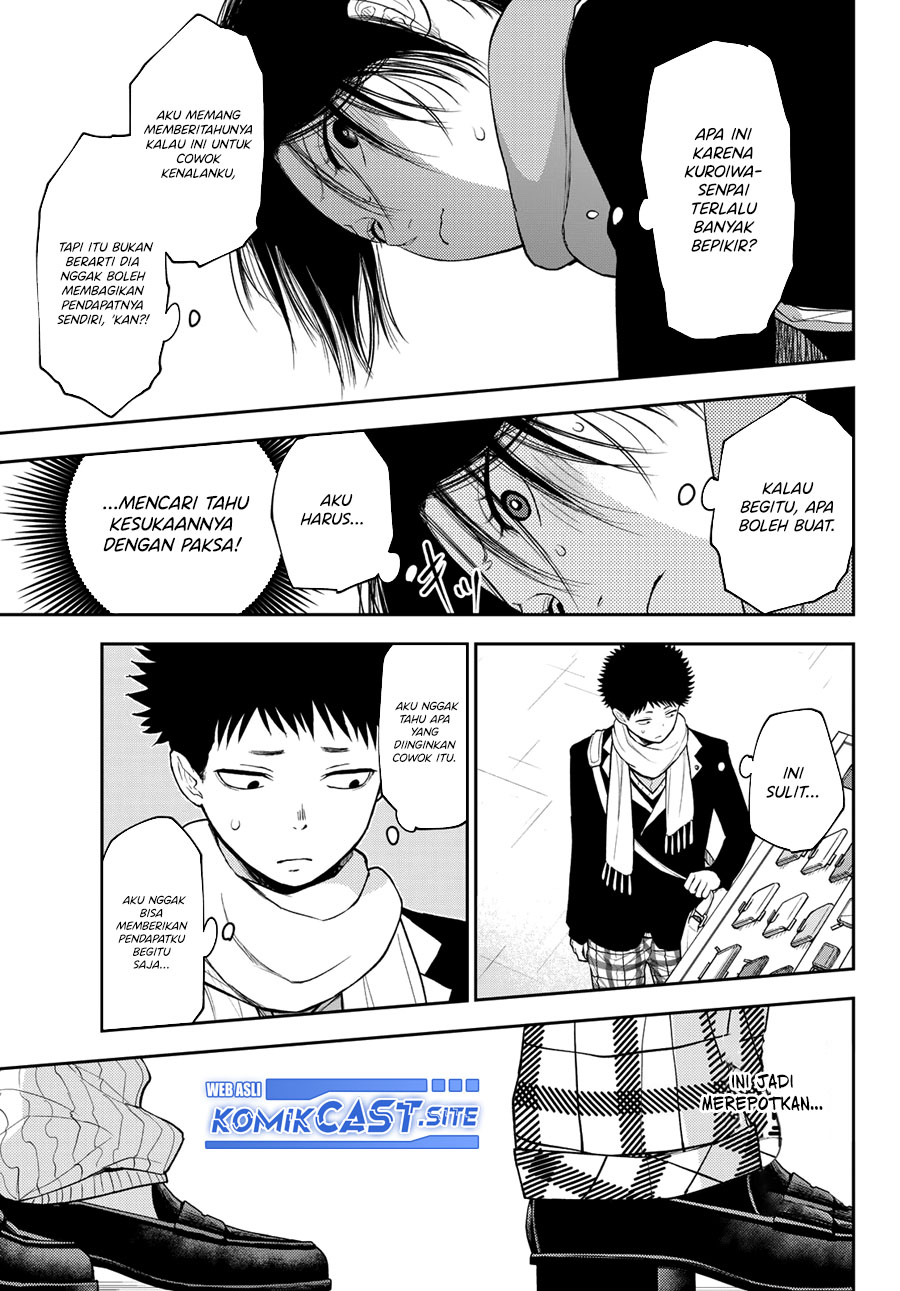 APA INI
KARENA
KUROIWA-
SENPAI
TERLALU
BANYAK
BEPIKIR?
AKU MEMANG
MEMBERITAHUNYA
KALAU INI UNTUK
COWOK
KENALANKU,
TAPI ITU BUKAN
BERARTI DIA
NGGAK BOLEH
MEMBAGIKAN
PENDAPATNYA
SENDIRI, 'KAN?!
KALAU
BEGITU, APA
BOLEH BUAT.
AKU
HARUS...
...MENCARI TAHU
KESUKAANNYA
DENGAN PAKSA!
キッ
INI
SULIT...
AKU NGGAK
TAHU APA
YANG
DIINGINKAN
COWOK ITU.
AKU NGGAK
BISA
MEMBERIKAN
PENDAPATKU
BEGITU
SAJA...
INI JADI
MEREPOTKAN...
WEB ASLI
KOMIKCAST.SITE